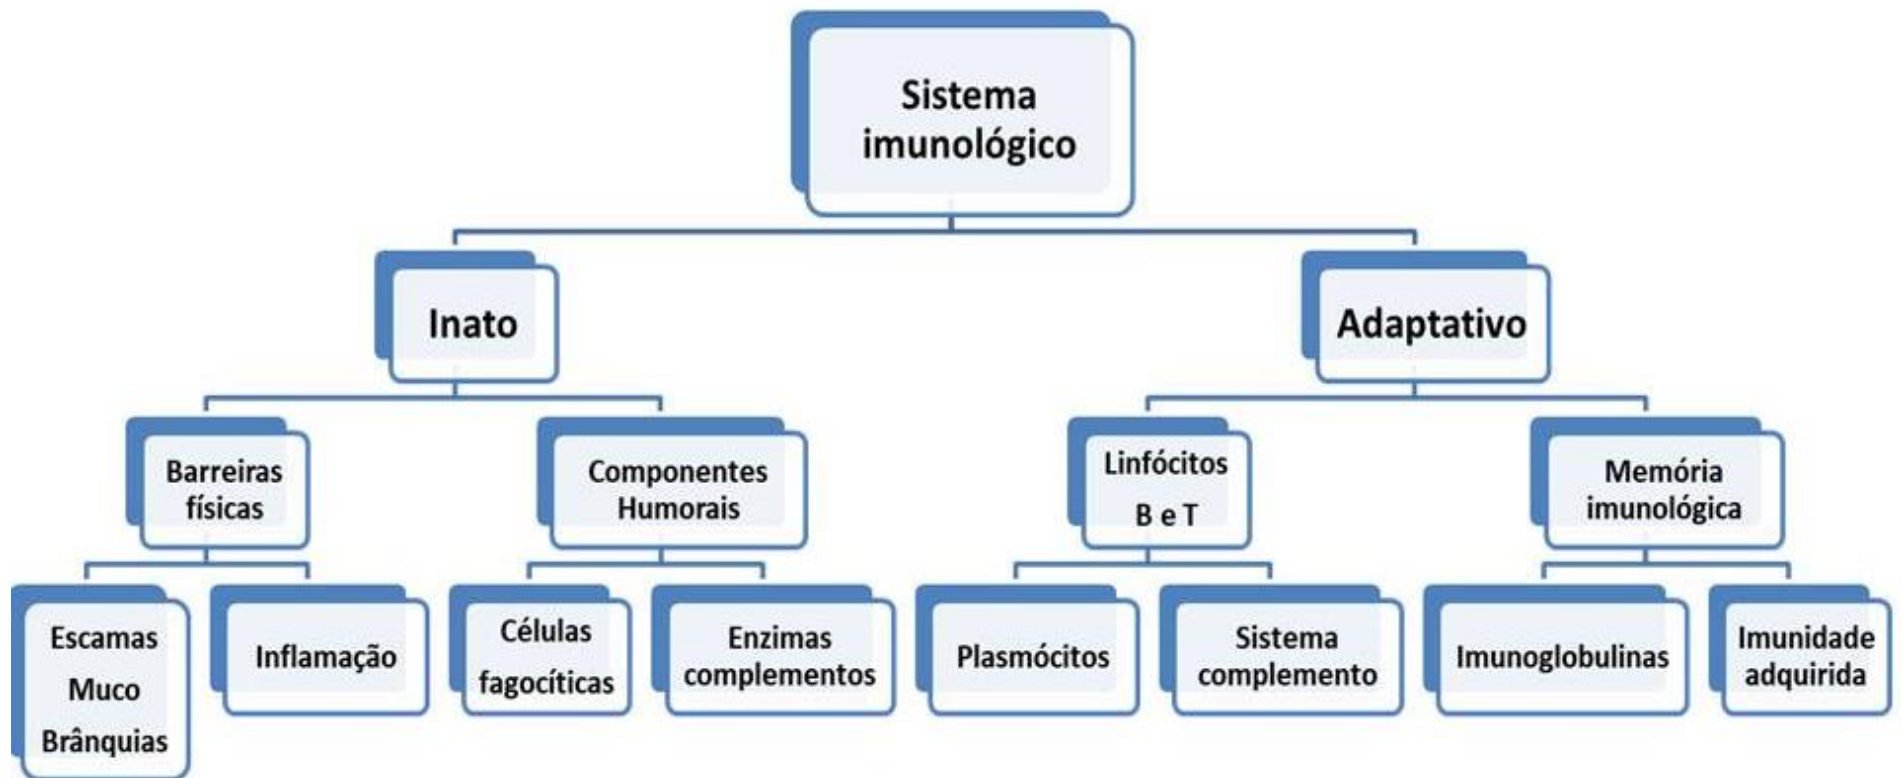 Sistema
imunológico
Inato
Adaptativo
Barreiras
físicas
Componentes
Humorais
Linfócitos
B e T
Memória
imunológica
Escamas
Muco
Brânquias
Inflamação
Células
fagocíticas
Enzimas
complementos
Plasmócitos
Sistema
complemento
Imunoglobulinas
Imunidade
adquirida